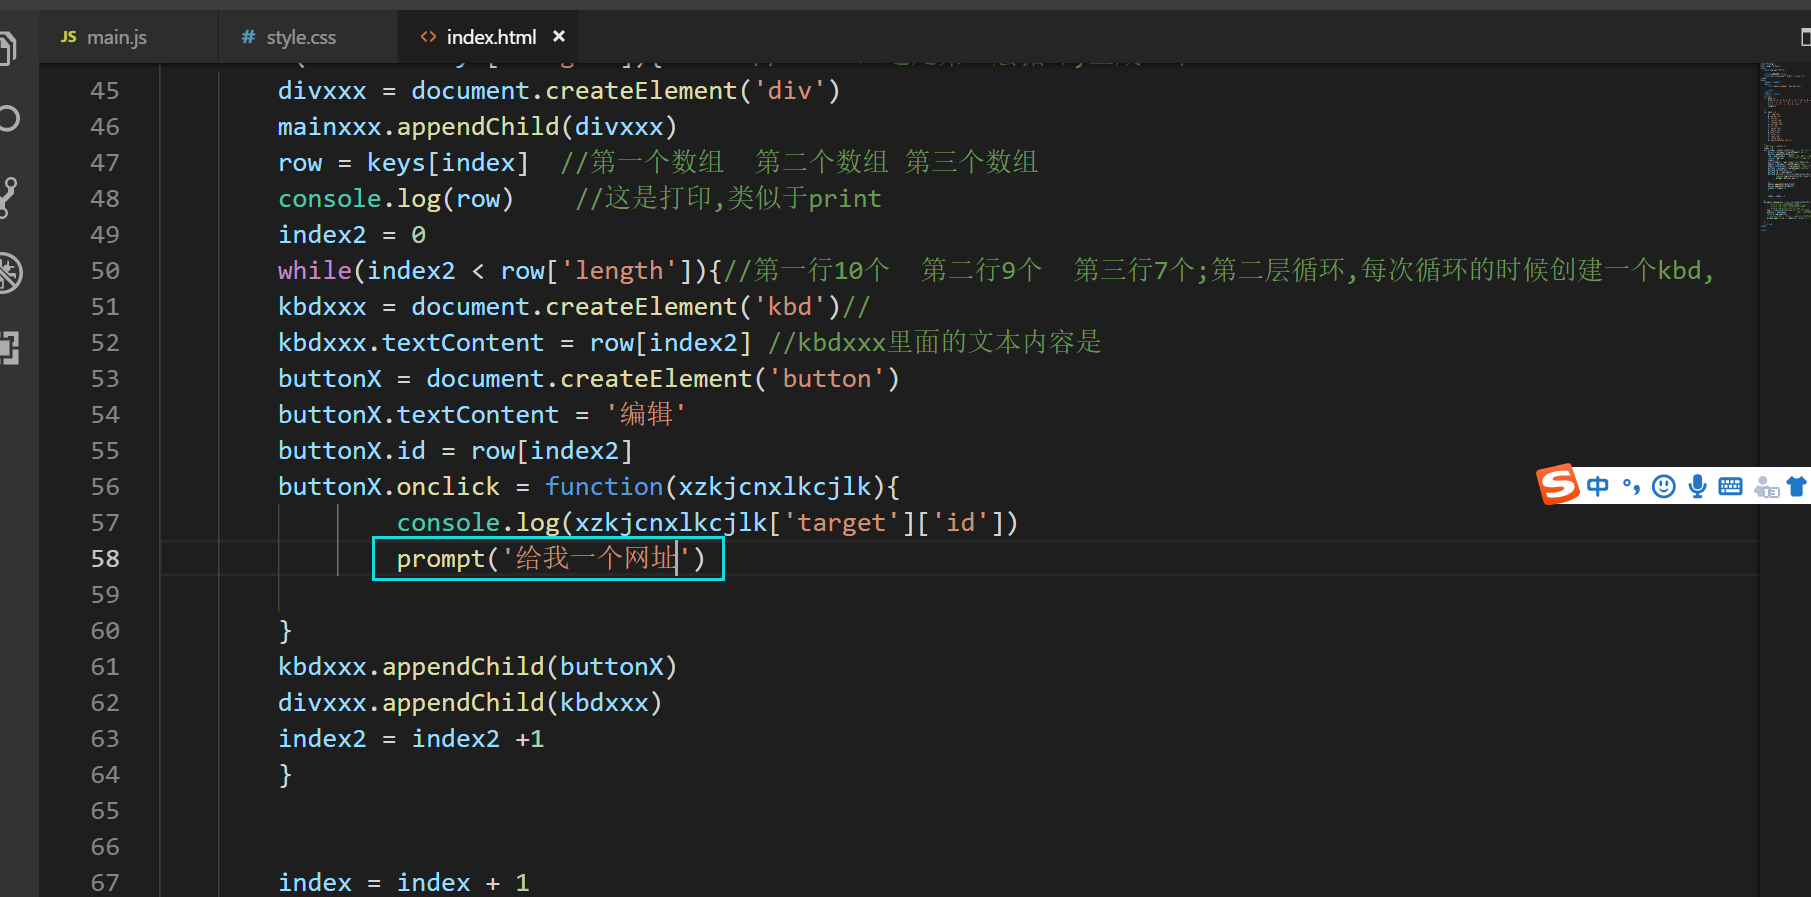 JS main.js # style.css <> index.html ×
45 divxxx = document.createElement('div')
46 mainxxx.appendChild(divxxx)
47 row = keys[index] //第一个数组 第二个数组 第三个数组
48 console.log(row) //这是打印,类似于print
49 index2 = 0
50 while(index2 < row['length']){//第一行10个 第二行9个 第三行7个;第二层循环,每次循环的时候创建一个kbd,
51 kbdxxx = document.createElement('kbd')//
52 kbdxxx.textContent = row[index2] //kbdxxx里面的文本内容是
53 buttonX = document.createElement('button')
54 buttonX.textContent = '编辑'
55 buttonX.id = row[index2]
56 buttonX.onclick = function(xzkjcnxlkcjlk){
57 console.log(xzkjcnxlkcjlk['target']['id'])
58 prompt('给我一个网址')
59
60 }
61 kbdxxx.appendChild(buttonX)
62 divxxx.appendChild(kbdxxx)
63 index2 = index2 +1
64 }
65
66
67 index = index + 1
S 中 °,